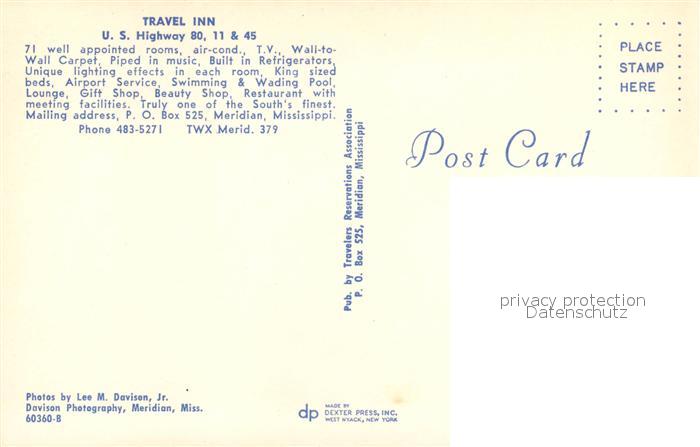 TRAVEL INN
U. S. Highway 80, 11 & 45
71 well appointed rooms, air-cond., T.V., Wall-to-
Wall Carpet, Piped in music, Built in Refrigerators,
Unique lighting effects in each room, King sized
beds, Airport Service, Swimming & Wading Pool,
Lounge, Gift Shop, Beauty Shop, Restaurant with
meeting facilities. Truly one of the South's finest.
Mailing address, P. O. Box 525, Meridian, Mississippi.
Phone 483-5271 TWX Merid. 379
Pub. by Travelers Reservations Association
P. O. Box 525, Meridian, Mississippi
PLACE
STAMP
HERE
Post Card
privacy protection
Datenschutz
Photos by Lee M. Davison, Jr.
Davison Photography, Meridian, Miss.
60360-B
dp
MADE BY
DEXTER PRESS, INC.
WEST NYACK, NEW YORK